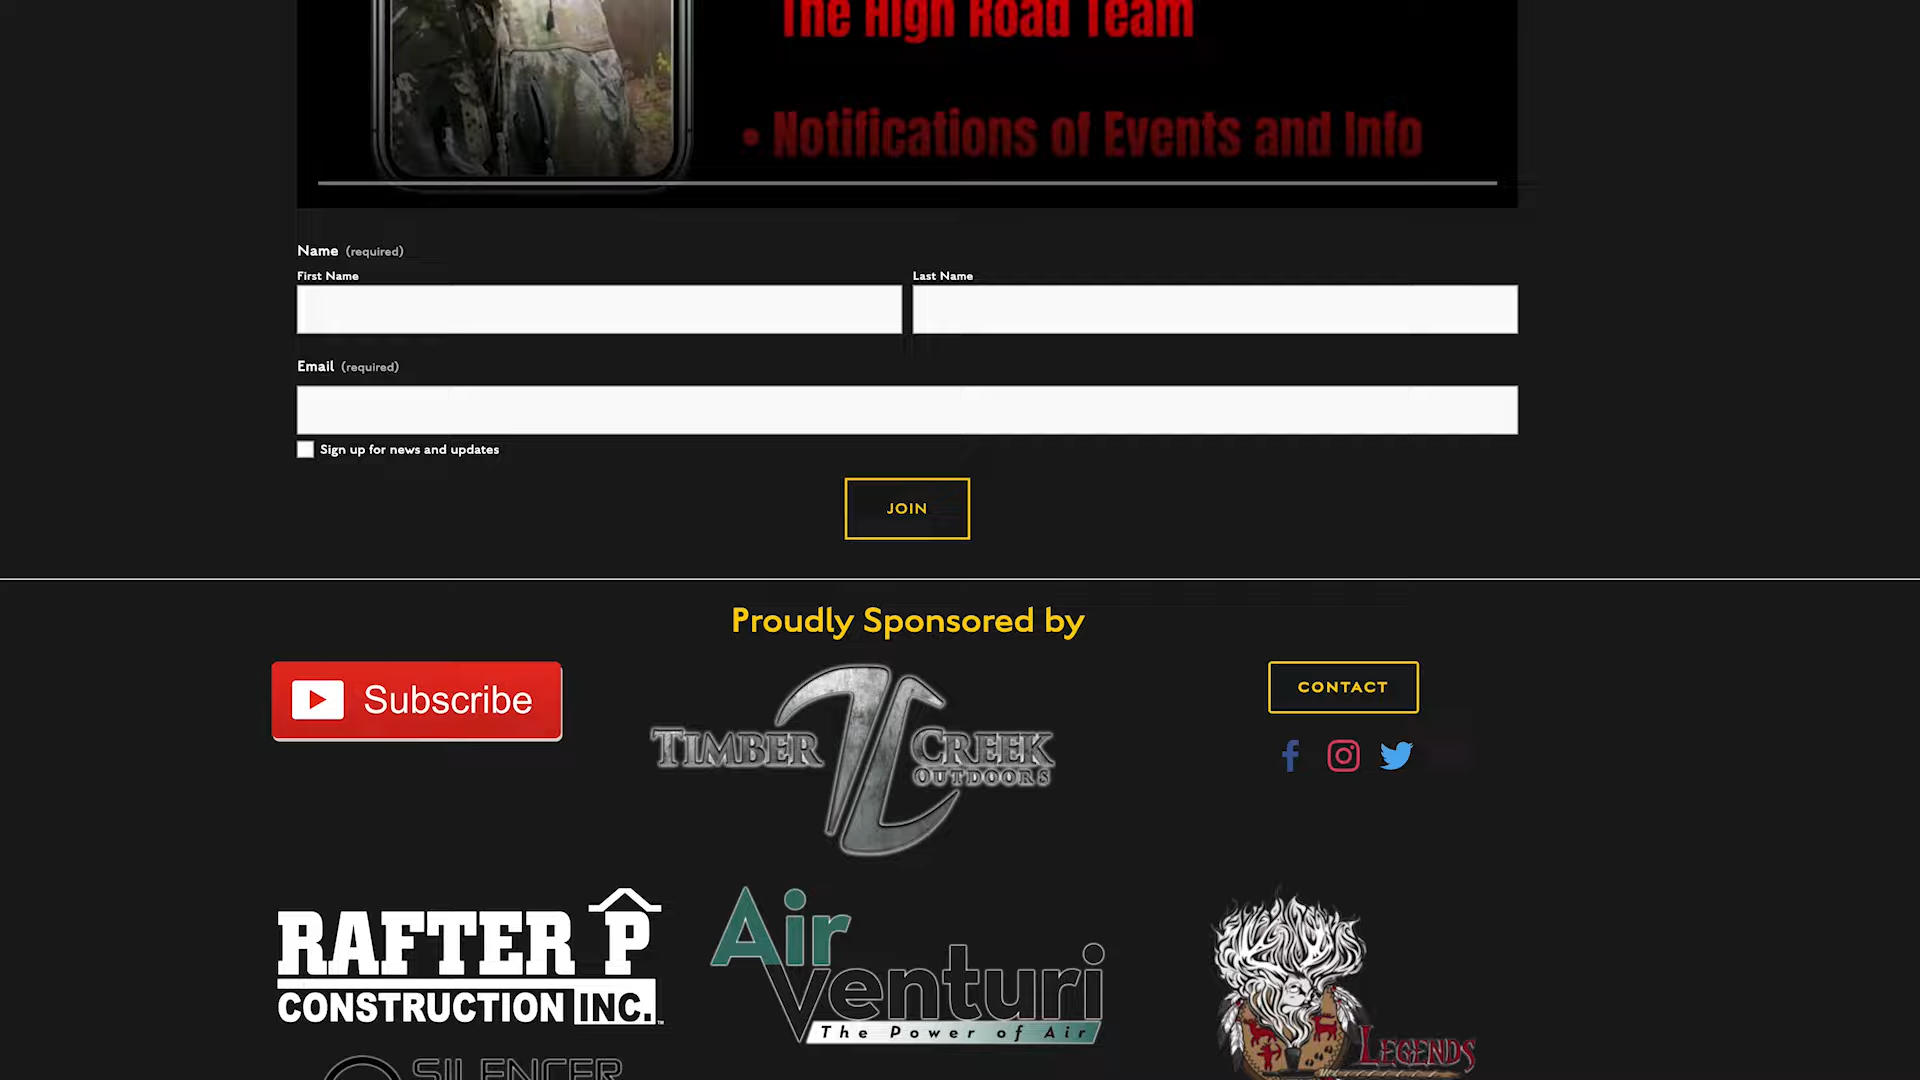 The High Road Team
• Notifications of Events and Info
Name (required)
First Name
Last Name
Email (required)
Sign up for news and updates
JOIN
Proudly Sponsored by
Subscribe
TIMBER CREEK
OUTDOORS
CONTACT
RAFTER P
CONSTRUCTION INC.™
Air
Venturi
The Power of Air
LEGENDS
SILENCER